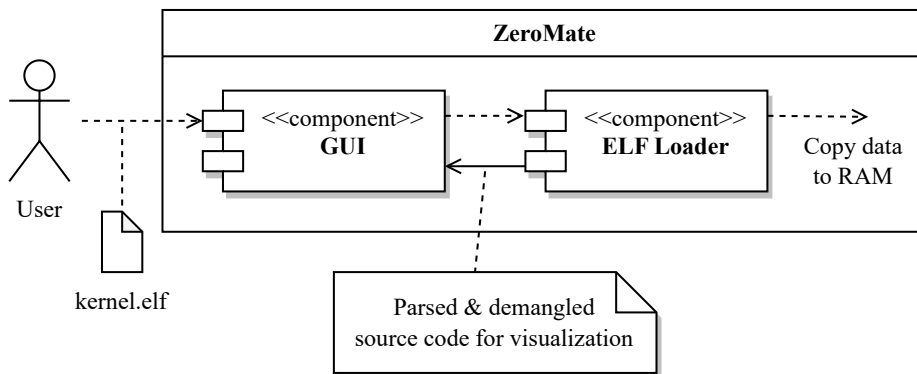 ZeroMate
<<component>>
GUI
<<component>>
ELF Loader
Copy data
to RAM
User
kernel.elf
Parsed & demangled
source code for visualization